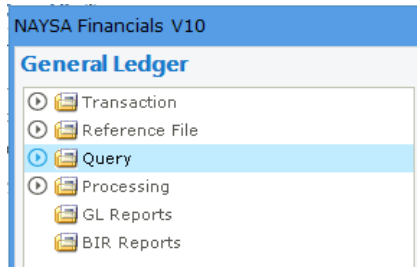 NAYSA Financials V10
General Ledger
Transaction
Reference File
Query
Processing
GL Reports
BIR Reports